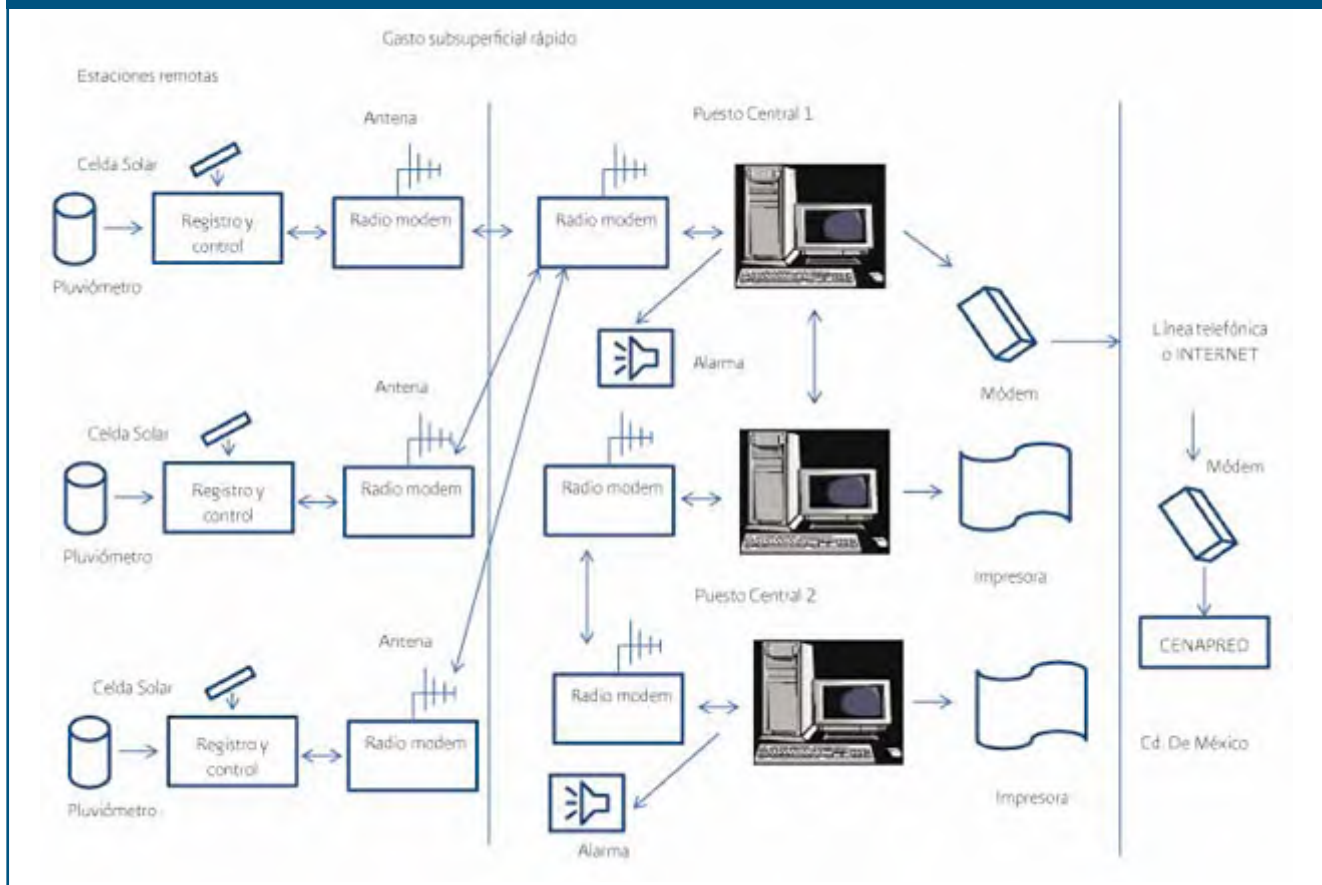 Gasto subsuperficial rápido
Estaciones remotas
Antena
Puesto Central 1
Celda Solar
Registro y
control
Radio modem
Radio modem
Pluviómetro
Alarma
Módem
Línea telefónica
o INTERNET
Antena
Celda Solar
Registro y
control
Radio modem
Radio modem
Módem
Pluviómetro
Impresora
Puesto Central 2
Antena
CENAPRED
Celda Solar
Registro y
control
Radio modem
Radio modem
Cd. De México
Pluviómetro
Impresora
Alarma